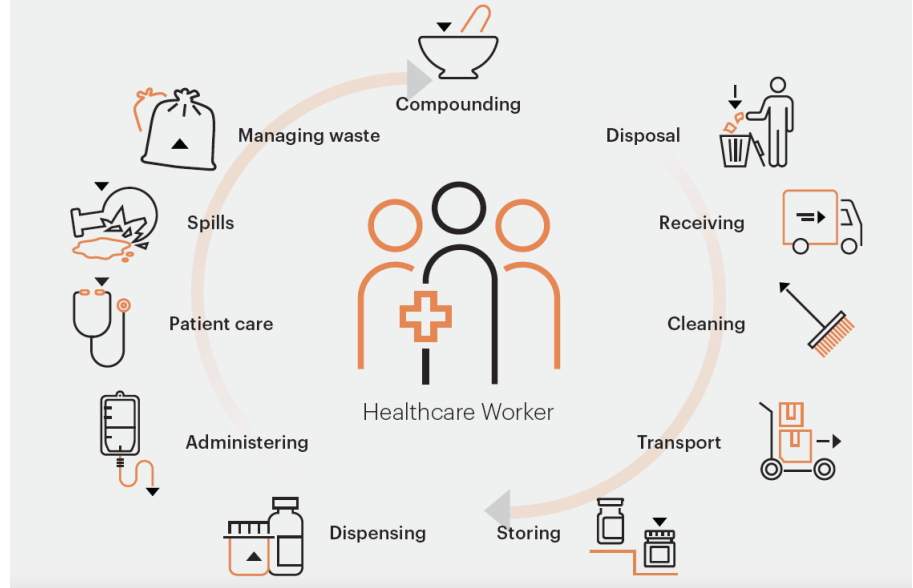 Compounding
Managing waste
Disposal
Spills
Receiving
Patient care
Cleaning
Healthcare Worker
Administering
Transport
Dispensing
Storing